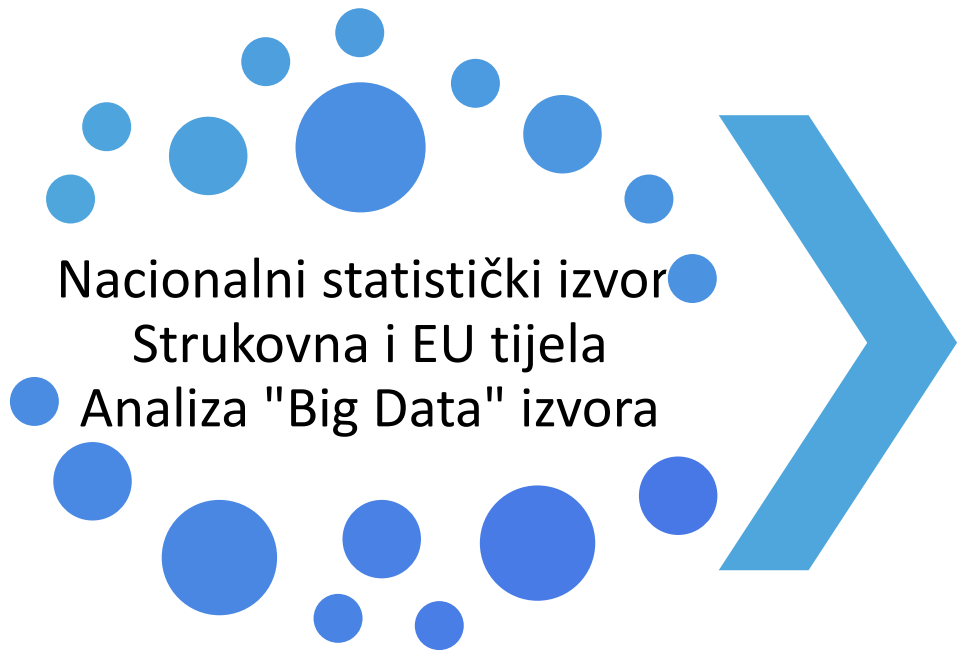 Nacionalni statistički izvor
Strukovna i EU tijela
Analiza "Big Data" izvora